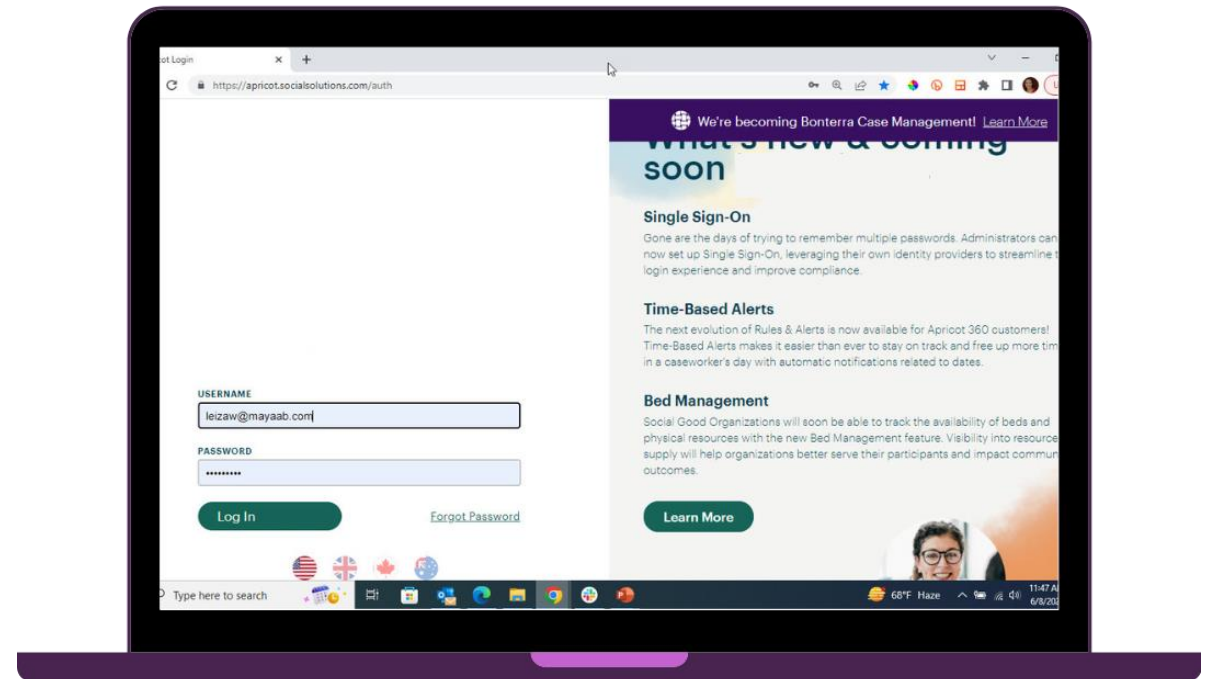 ot Login
https://apricot.socialsolutions.com/auth
We're becoming Bonterra Case Management! Learn More
What's new & coming
soon
Single Sign-On
Gone are the days of trying to remember multiple passwords. Administrators can
now set up Single Sign-On, leveraging their own identity providers to streamline t
login experience and improve compliance.
Time-Based Alerts
The next evolution of Rules & Alerts is now available for Apricot 360 customers!
Time-Based Alerts makes it easier than ever to stay on track and free up more tim
in a caseworker's day with automatic notifications related to dates.
Bed Management
Social Good Organizations will soon be able to track the availability of beds and
physical resources with the new Bed Management feature. Visibility into resource
supply will help organizations better serve their participants and impact commun
outcomes.
Learn More
USERNAME
leizaw@mayaab.com
PASSWORD
•••••••••
Log In
Forgot Password
Type here to search
68°F Haze
11:47 A
6/8/202